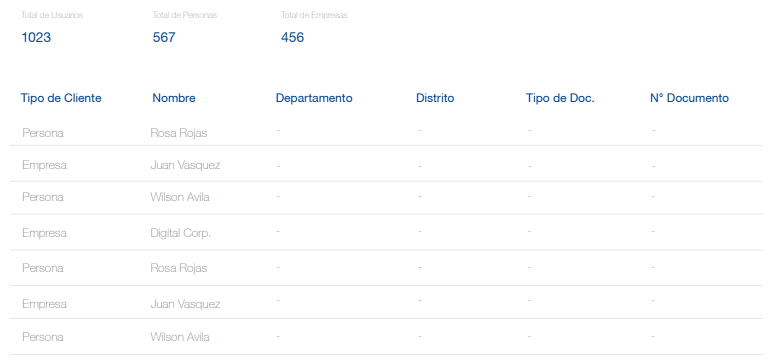 Total de Usuarios Total de Personas Total de Empresas
1023 567 456
Tipo de Cliente Nombre Departamento Distrito Tipo de Doc. N° Documento
Persona Rosa Rojas - - - -
Empresa Juan Vasquez - - - -
Persona Wilson Avila - - - -
Empresa Digital Corp. - - - -
Persona Rosa Rojas - - - -
Empresa Juan Vasquez - - - -
Persona Wilson Avila - - - -